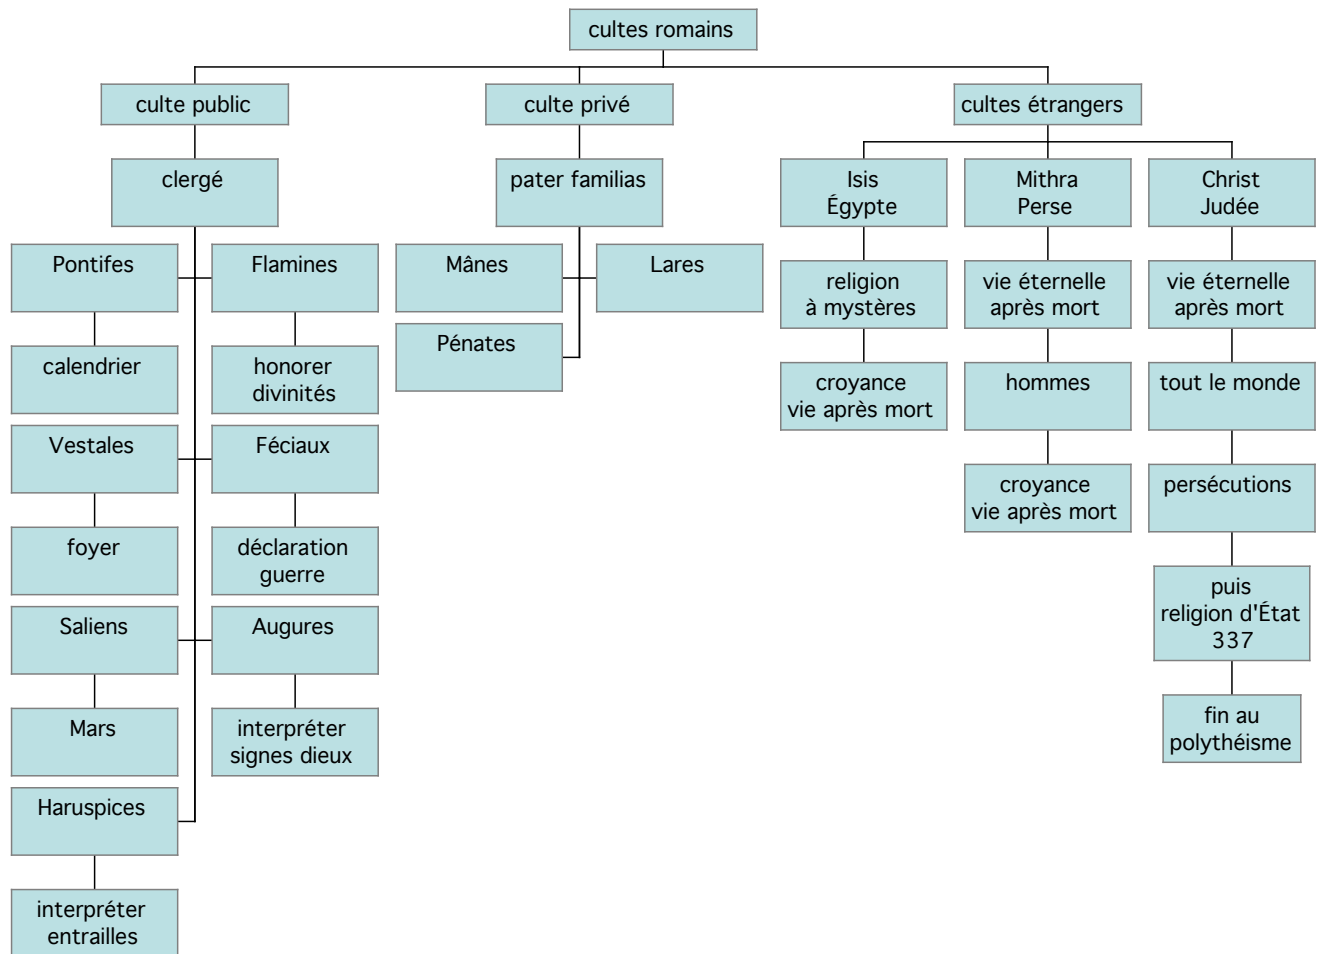 cultes romains
culte public
culte privé
cultes étrangers
clergé
pater familias
Isis
Égypte
Mithra
Perse
Christ
Judée
Pontifes
Flamines
Mânes
Lares
religion
à mystères
vie éternelle
après mort
vie éternelle
après mort
calendrier
honorer
divinités
Pénates
croyance
vie après mort
hommes
tout le monde
Vestales
Féciaux
croyance
vie après mort
persécutions
foyer
déclaration
guerre
puis
religion d'État
337
Saliens
Augures
Mars
interpréter
signes dieux
fin au
polythéisme
Haruspices
interpréter
entrailles